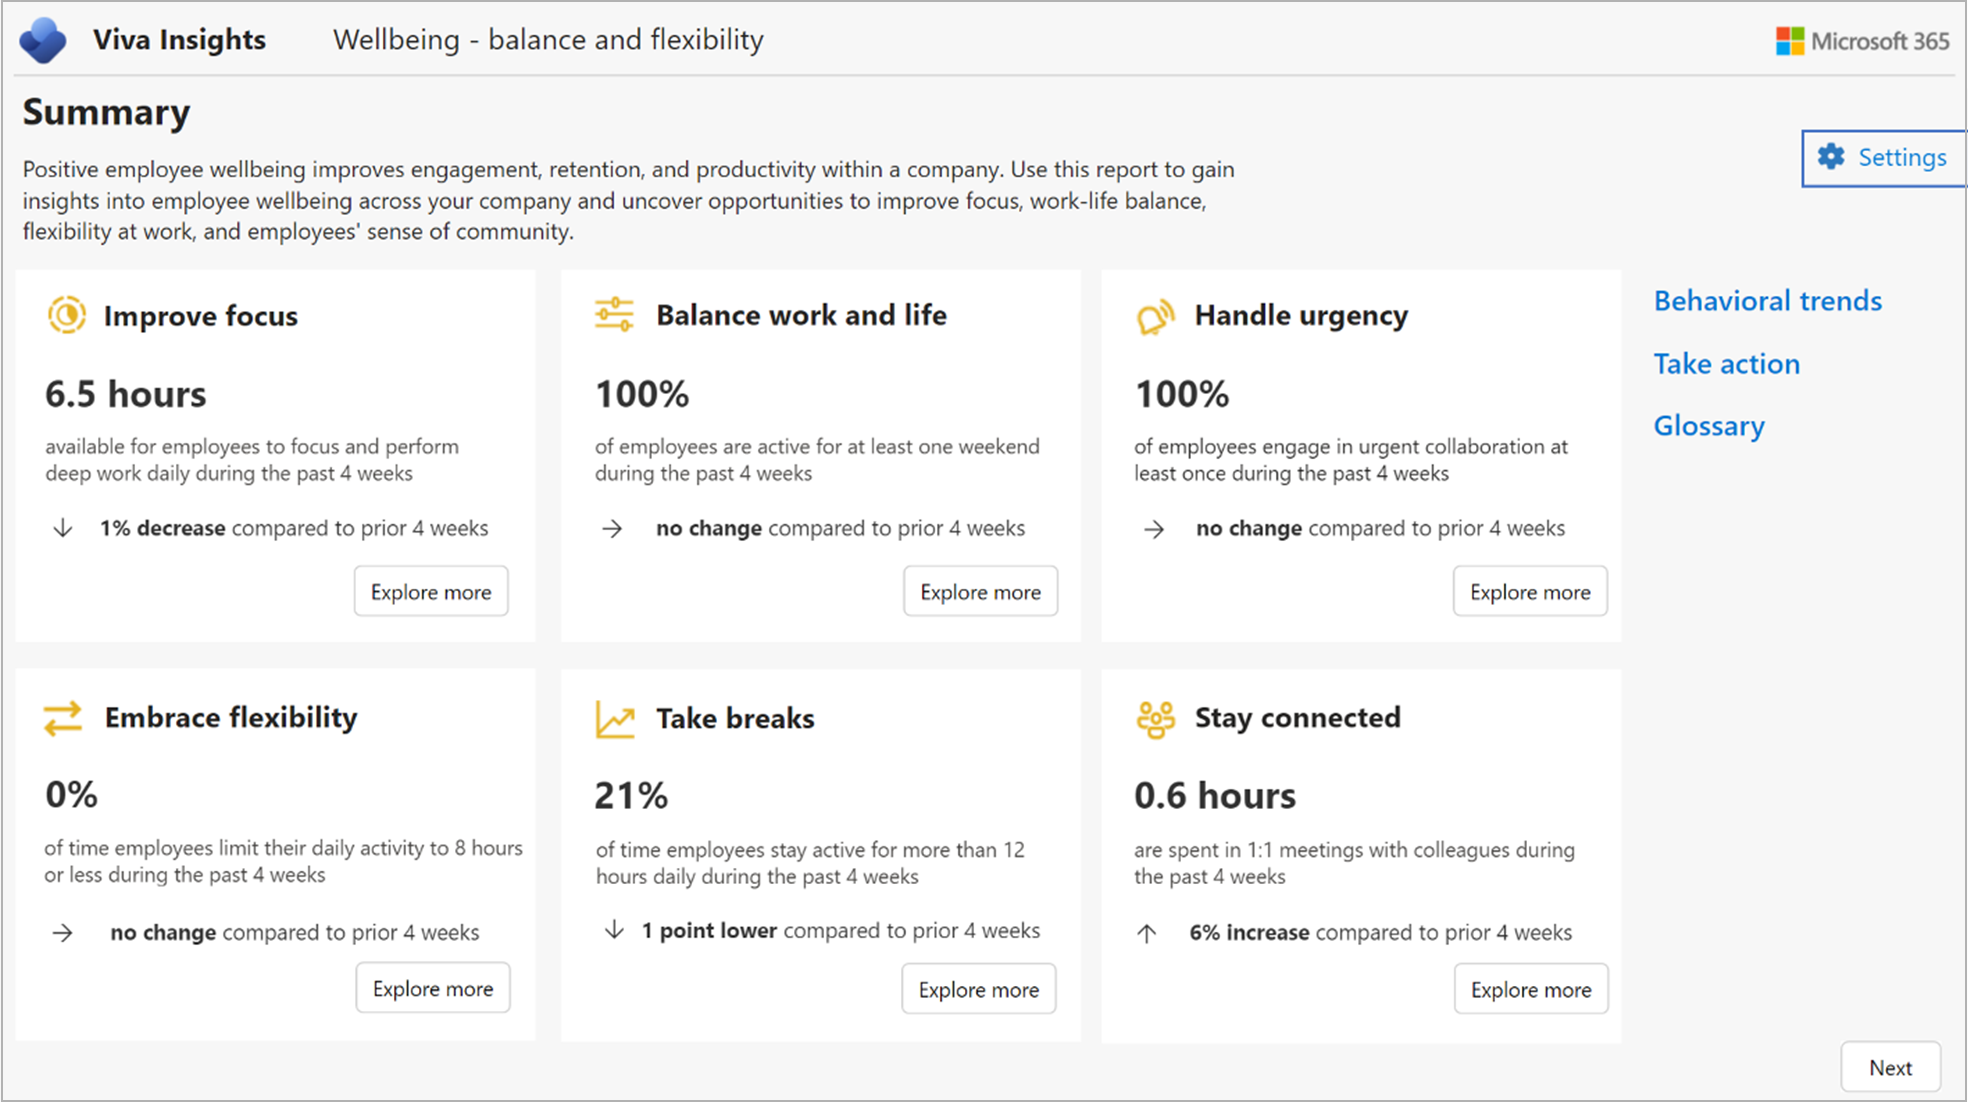 Viva Insights
Wellbeing - balance and flexibility
Microsoft 365
Summary
Positive employee wellbeing improves engagement, retention, and productivity within a company. Use this report to gain
insights into employee wellbeing across your company and uncover opportunities to improve focus, work-life balance,
flexibility at work, and employees' sense of community.
Settings
Improve focus
6.5 hours
available for employees to focus and perform
deep work daily during the past 4 weeks
1% decrease compared to prior 4 weeks
Explore more
Balance work and life
100%
of employees are active for at least one weekend
during the past 4 weeks
no change compared to prior 4 weeks
Explore more
Handle urgency
100%
of employees engage in urgent collaboration at
least once during the past 4 weeks
no change compared to prior 4 weeks
Explore more
Behavioral trends
Take action
Glossary
Embrace flexibility
0%
of time employees limit their daily activity to 8 hours
or less during the past 4 weeks
no change compared to prior 4 weeks
Explore more
Take breaks
21%
of time employees stay active for more than 12
hours daily during the past 4 weeks
1 point lower compared to prior 4 weeks
Explore more
Stay connected
0.6 hours
are spent in 1:1 meetings with colleagues during
the past 4 weeks
6% increase compared to prior 4 weeks
Explore more
Next